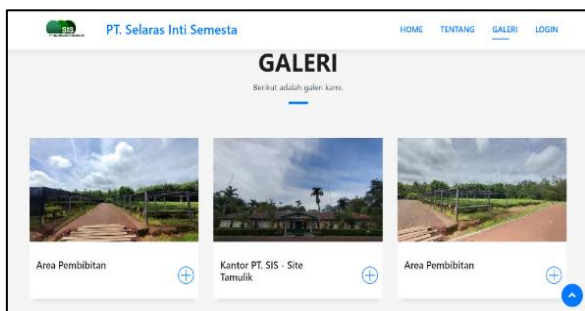 SIS
PT. Selaras Inti Semesta
HOME TENTANG GALERI LOGIN
GALERI
Berikut adalah galeri kami.
Area Pembibitan
Kantor PT. SIS - Site
Tamulik
Area Pembibitan